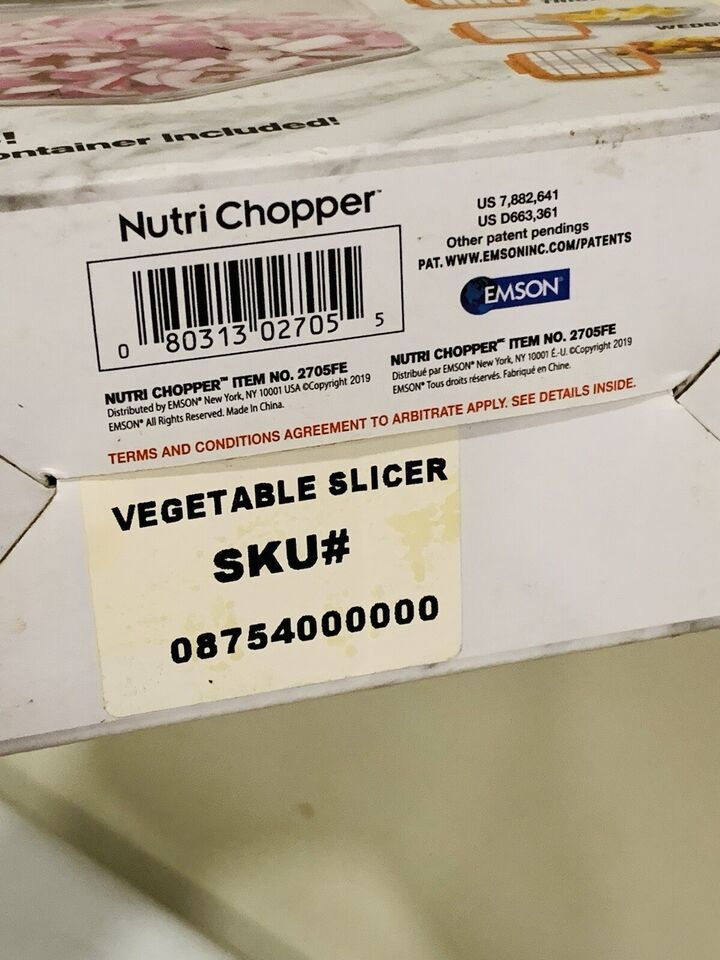 Container Included!
Nutri Chopper™
0 80313 02705 5
US 7,882,641
US D663,361
Other patent pendings
PAT. WWW.EMSONINC.COM/PATENTS
EMSON®
NUTRI CHOPPER™ ITEM NO. 2705FE
Distributed by EMSON® New York, NY 10001 USA ©Copyright 2019
EMSON® All Rights Reserved. Made In China.
NUTRI CHOPPER™ ITEM NO. 2705FE
Distribué par EMSON® New York, NY 10001 É.-U. ©Copyright 2019
EMSON® Tous droits réservés. Fabriqué en Chine.
TERMS AND CONDITIONS AGREEMENT TO ARBITRATE APPLY. SEE DETAILS INSIDE.
VEGETABLE SLICER
SKU#
08754000000